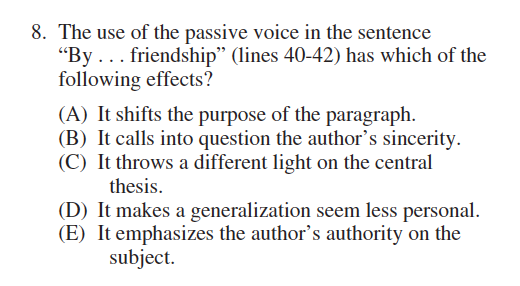 8. The use of the passive voice in the sentence
“By . . . friendship” (lines 40-42) has which of the
following effects?
(A) It shifts the purpose of the paragraph.
(B) It calls into question the author’s sincerity.
(C) It throws a different light on the central
thesis.
(D) It makes a generalization seem less personal.
(E) It emphasizes the author’s authority on the
subject.